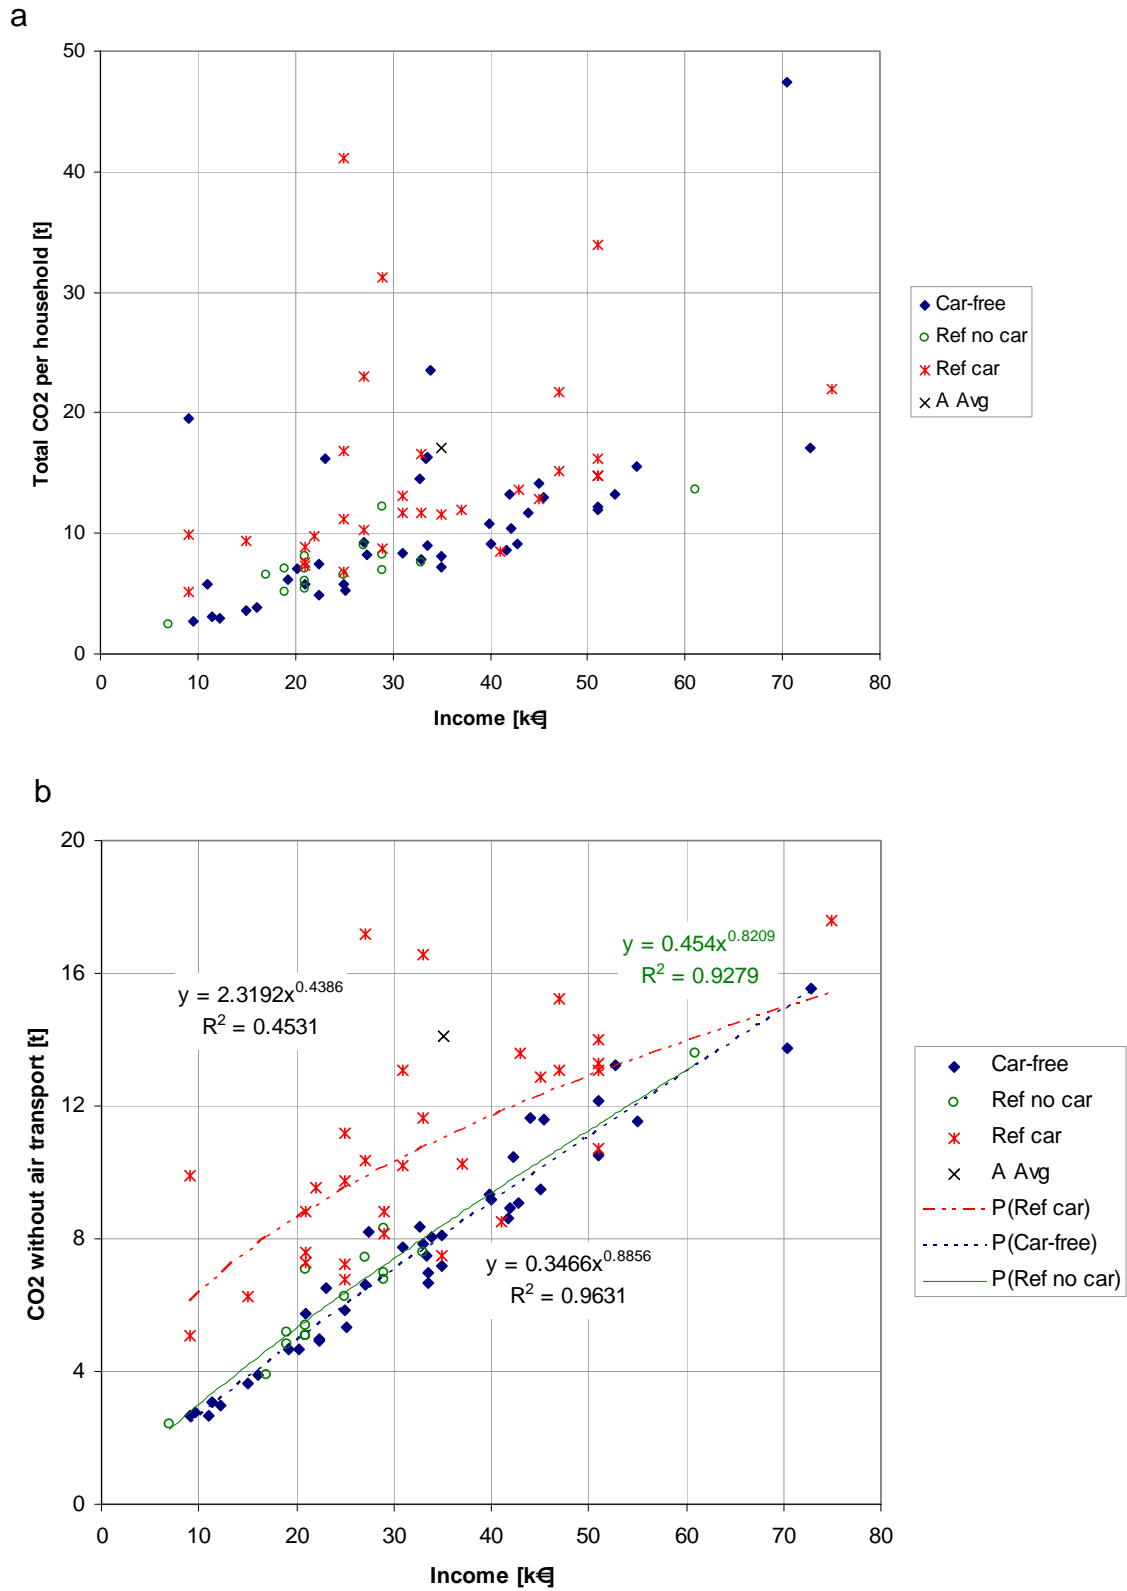 a
50
40
30
20
10
0
0 10 20 30 40 50 60 70 80
Total CO2 per household [t]
Income [k€]
Car-free
Ref no car
Ref car
A Avg
b
20
16
12
8
4
0
0 10 20 30 40 50 60 70 80
CO2 without air transport [t]
Income [k€]
y = 0.454x^0.8209
R² = 0.9279
y = 2.3192x^0.4386
R² = 0.4531
y = 0.3466x^0.8856
R² = 0.9631
Car-free
Ref no car
Ref car
A Avg
P(Ref car)
P(Car-free)
P(Ref no car)